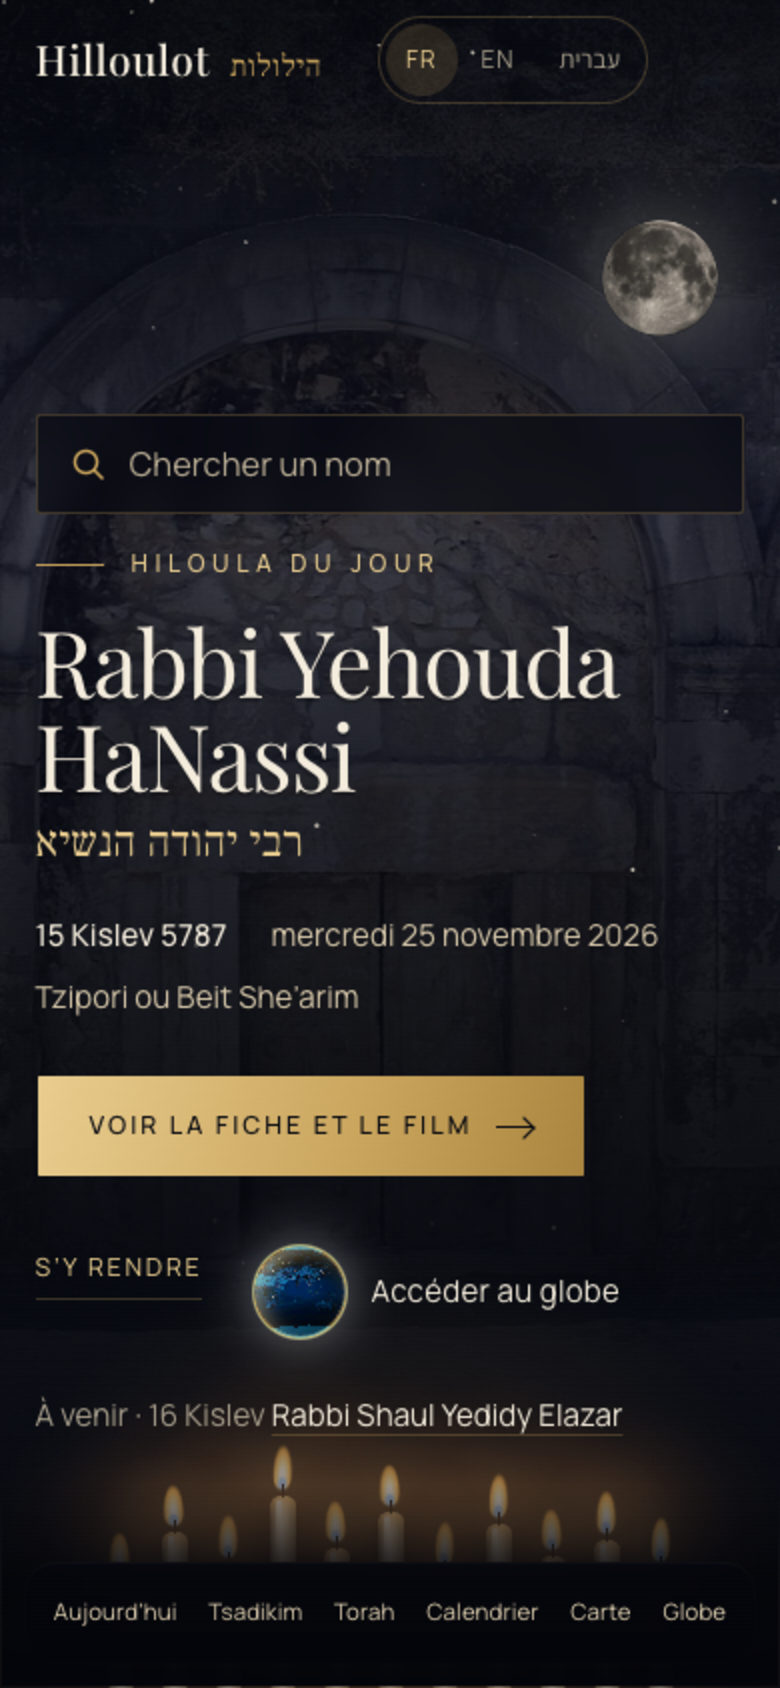 Hilloulot הילולות FR EN עברית
Chercher un nom
HILOULA DU JOUR
Rabbi Yehouda
HaNassi
רבי יהודה הנשיא
15 Kislev 5787 mercredi 25 novembre 2026
Tzipori ou Beit She'arim
VOIR LA FICHE ET LE FILM →
S'Y RENDRE Accéder au globe
À venir · 16 Kislev Rabbi Shaul Yedidy Elazar
Aujourd'hui Tsadikim Torah Calendrier Carte Globe